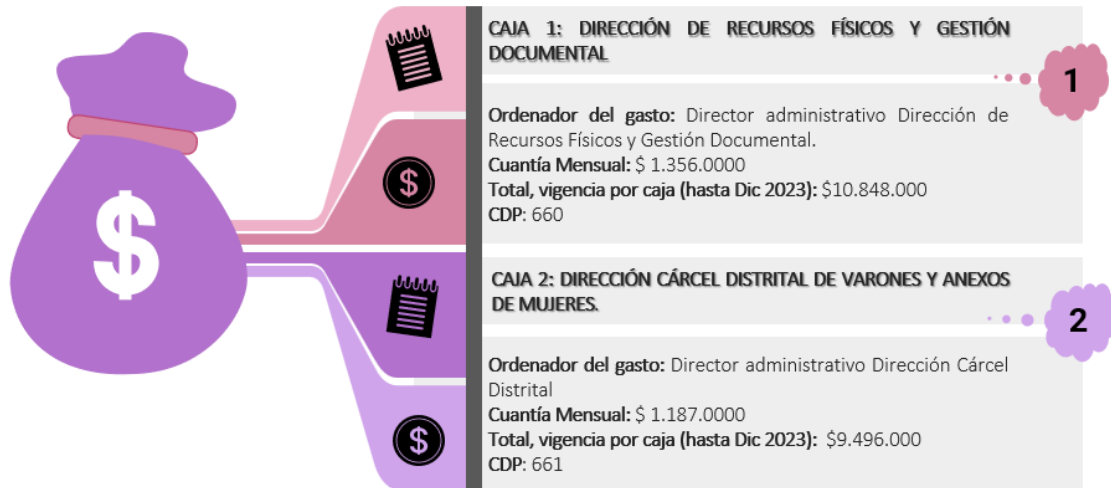 CAJA 1: DIRECCIÓN DE RECURSOS FÍSICOS Y GESTIÓN
DOCUMENTAL
1
Ordenador del gasto: Director administrativo Dirección de
Recursos Físicos y Gestión Documental.
Cuantía Mensual: $ 1.356.0000
Total, vigencia por caja (hasta Dic 2023): $10.848.000
CDP: 660
CAJA 2: DIRECCIÓN CÁRCEL DISTRITAL DE VARONES Y ANEXOS
DE MUJERES.
2
Ordenador del gasto: Director administrativo Dirección Cárcel
Distrital
Cuantía Mensual: $ 1.187.0000
Total, vigencia por caja (hasta Dic 2023): $9.496.000
CDP: 661
$
$
$